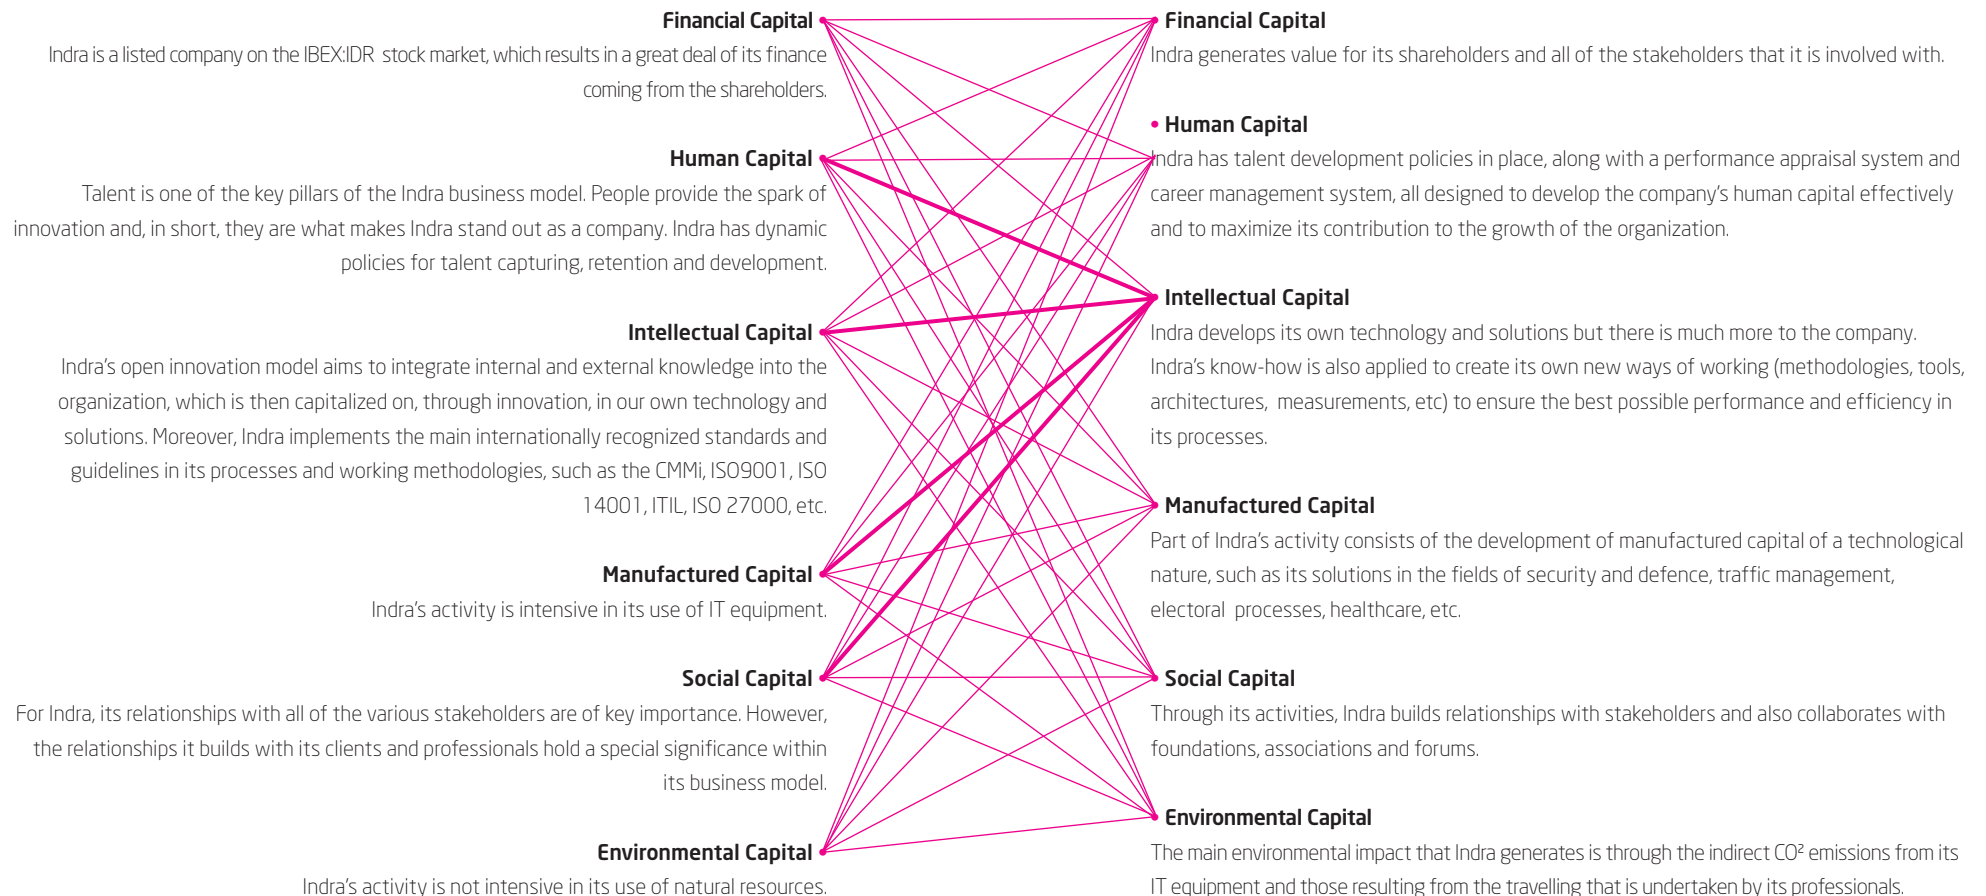 Financial Capital
Indra is a listed company on the IBEX:IDR stock market, which results in a great deal of its finance
coming from the shareholders.
Human Capital
Talent is one of the key pillars of the Indra business model. People provide the spark of
innovation and, in short, they are what makes Indra stand out as a company. Indra has dynamic
policies for talent capturing, retention and development.
Intellectual Capital
Indra's open innovation model aims to integrate internal and external knowledge into the
organization, which is then capitalized on, through innovation, in our own technology and
solutions. Moreover, Indra implements the main internationally recognized standards and
guidelines in its processes and working methodologies, such as the CMMi, ISO9001, ISO
14001, ITIL, ISO 27000, etc.
Manufactured Capital
Indra's activity is intensive in its use of IT equipment.
Social Capital
For Indra, its relationships with all of the various stakeholders are of key importance. However,
the relationships it builds with its clients and professionals hold a special significance within
its business model.
Environmental Capital
Indra's activity is not intensive in its use of natural resources.
Financial Capital
Indra generates value for its shareholders and all of the stakeholders that it is involved with.
• Human Capital
Indra has talent development policies in place, along with a performance appraisal system and
career management system, all designed to develop the company's human capital effectively
and to maximize its contribution to the growth of the organization.
Intellectual Capital
Indra develops its own technology and solutions but there is much more to the company.
Indra's know-how is also applied to create its own new ways of working (methodologies, tools,
architectures, measurements, etc) to ensure the best possible performance and efficiency in
its processes.
Manufactured Capital
Part of Indra's activity consists of the development of manufactured capital of a technological
nature, such as its solutions in the fields of security and defence, traffic management,
electoral processes, healthcare, etc.
Social Capital
Through its activities, Indra builds relationships with stakeholders and also collaborates with
foundations, associations and forums.
Environmental Capital
The main environmental impact that Indra generates is through the indirect CO² emissions from its
IT equipment and those resulting from the travelling that is undertaken by its professionals.